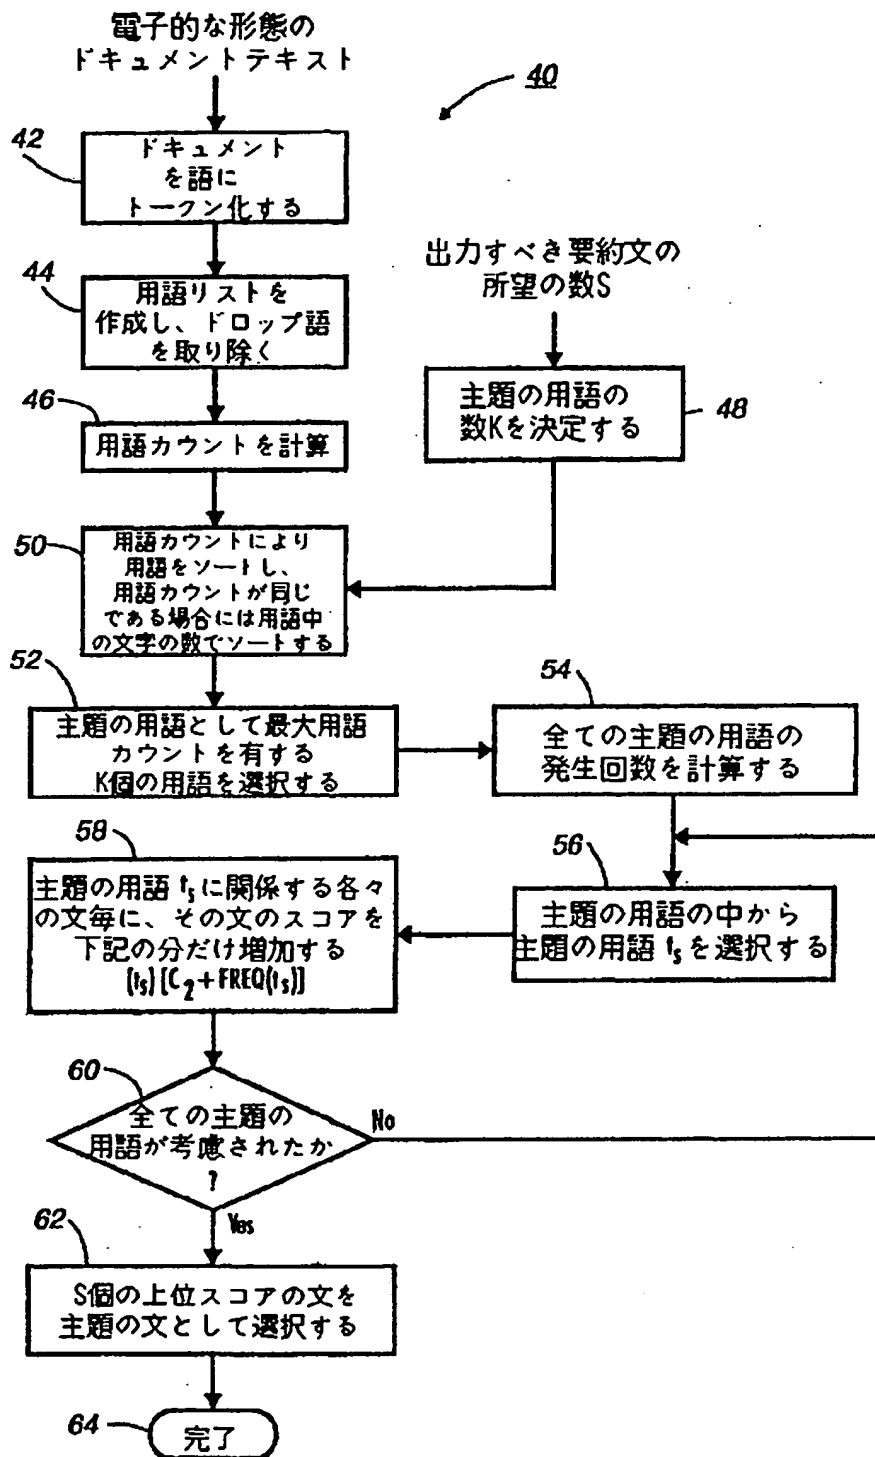 電子的な形態の
ドキュメントテキスト
40
42
ドキュメント
を語に
トークン化する
44
用語リストを
作成し、ドロップ語
を取り除く
出力すべき要約文の
所望の数S
46
用語カウントを計算
主題の用語の
数Kを決定する
48
50
用語カウントにより
用語をソートし、
用語カウントが同じ
である場合には用語中
の文字の数でソートする
52
主題の用語として最大用語
カウントを有する
K個の用語を選択する
54
全ての主題の用語の
発生回数を計算する
56
主題の用語の中から
主題の用語 tsを選択する
58
主題の用語 tsに関係する各々
の文毎に、その文のスコアを
下記の分だけ増加する
(ts)[C2+FREQ(ts)]
60
全ての主題の
用語が考慮されたか
?
No
Yes
62
S個の上位スコアの文を
主題の文として選択する
64
完了